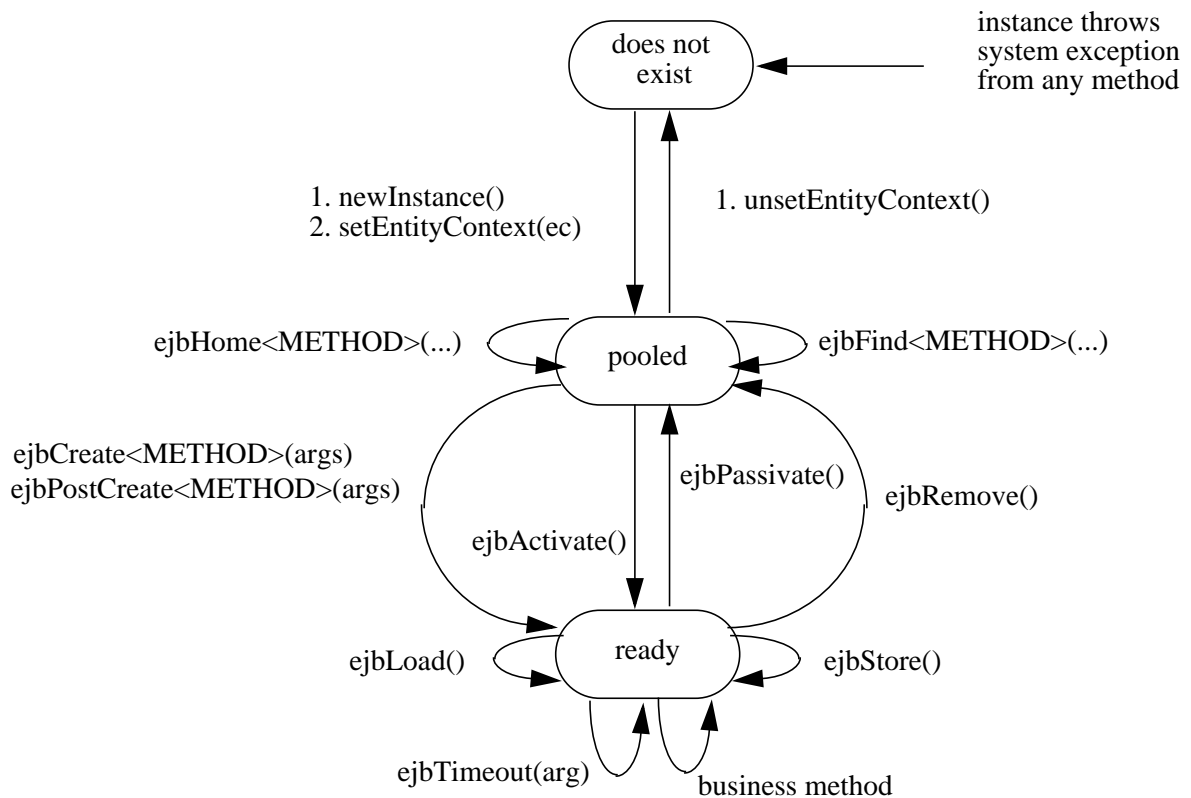 instance throws
system exception
from any method
does not
exist
1. newInstance()
2. setEntityContext(ec)
1. unsetEntityContext()
ejbHome<METHOD>(...)
pooled
ejbFind<METHOD>(...)
ejbCreate<METHOD>(args)
ejbPostCreate<METHOD>(args)
ejbPassivate()
ejbRemove()
ejbActivate()
ready
ejbLoad()
ejbStore()
ejbTimeout(arg)
business method